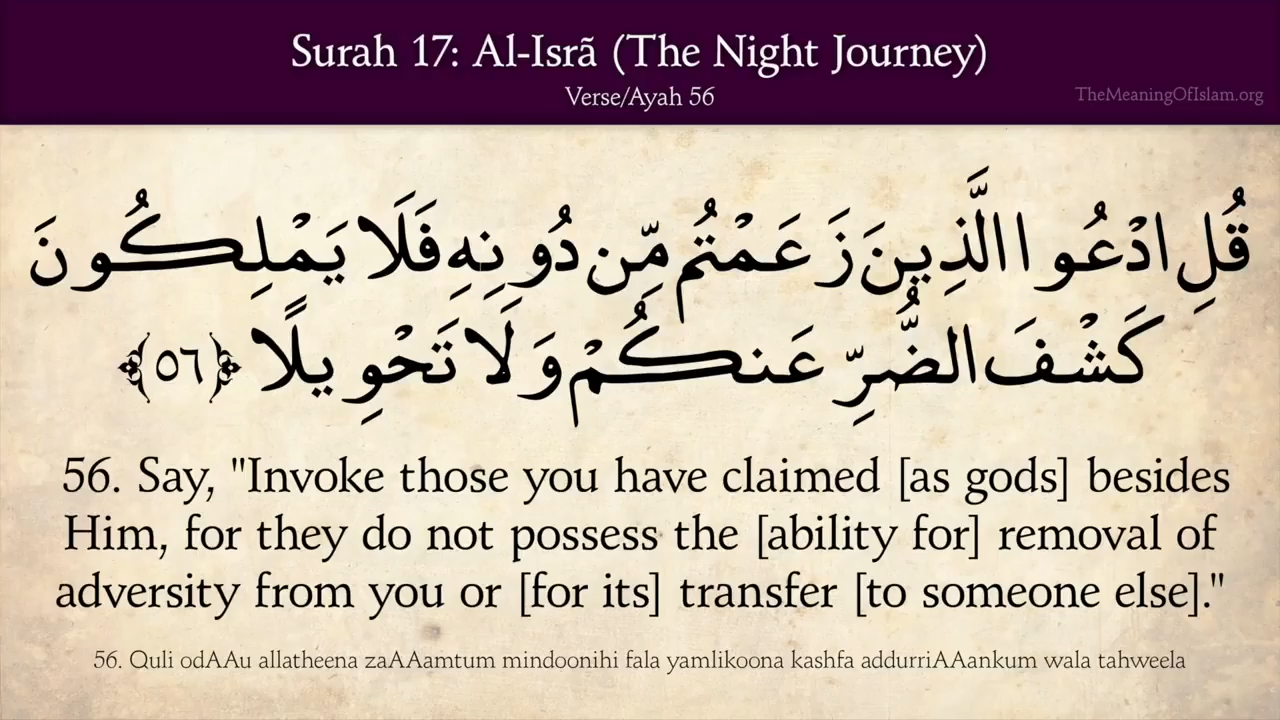 Surah 17: Al-Isrã (The Night Journey)
Verse/Ayah 56
TheMeaningOfIslam.org
قُلِ ادْعُوا الَّذِينَ زَعَمْتُم مِّن دُونِهِ فَلَا يَمْلِكُونَ
كَشْفَ الضُّرِّ عَنكُمْ وَلَا تَحْوِيلًا ﴿٥٦﴾
56. Say, "Invoke those you have claimed [as gods] besides
Him, for they do not possess the [ability for] removal of
adversity from you or [for its] transfer [to someone else]."
56. Quli odAAu allatheena zaAAamtum mindoonihi fala yamlikoona kashfa addurriAAankum wala tahweela